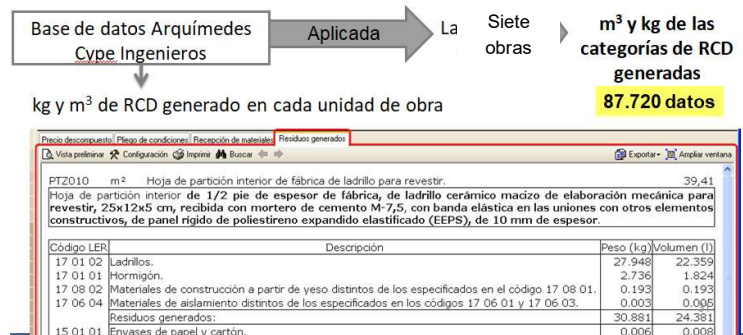 Base de datos Arquímedes
Cype Ingenieros
Aplicada
La
Siete
obras
m³ y kg de las
categorías de RCD
generadas
87.720 datos
kg y m³ de RCD generado en cada unidad de obra
Precio descompuesto Pliego de condiciones Recepción de materiales Residuos generados
Vista preliminar Configuración Imprimir Buscar Exportar Ampliar ventana
PTZ010 m² Hoja de partición interior de fábrica de ladrillo para revestir. 39,41
Hoja de partición interior de 1/2 pie de espesor de fábrica, de ladrillo cerámico macizo de elaboración mecánica para
revestir, 25x12x5 cm, recibida con mortero de cemento M-7,5, con banda elástica en las uniones con otros elementos
constructivos, de panel rígido de poliestireno expandido elastificado (EEPS), de 10 mm de espesor.
Código LER Descripción Peso (kg) Volumen (l)
17 01 02 Ladrillos. 27.948 22.359
17 01 01 Hormigón. 2.736 1.824
17 08 02 Materiales de construcción a partir de yeso distintos de los especificados en el código 17 08 01. 0.193 0.193
17 06 04 Materiales de aislamiento distintos de los especificados en los códigos 17 06 01 y 17 06 03. 0.003 0.005
Residuos generados: 30.881 24.381
15 01 01 Envases de papel y cartón. 0.006 0.008